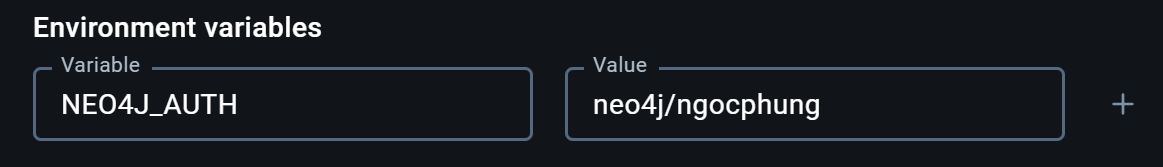 Environment variables
Variable
Value
NEO4J_AUTH
neo4j/ngocphung